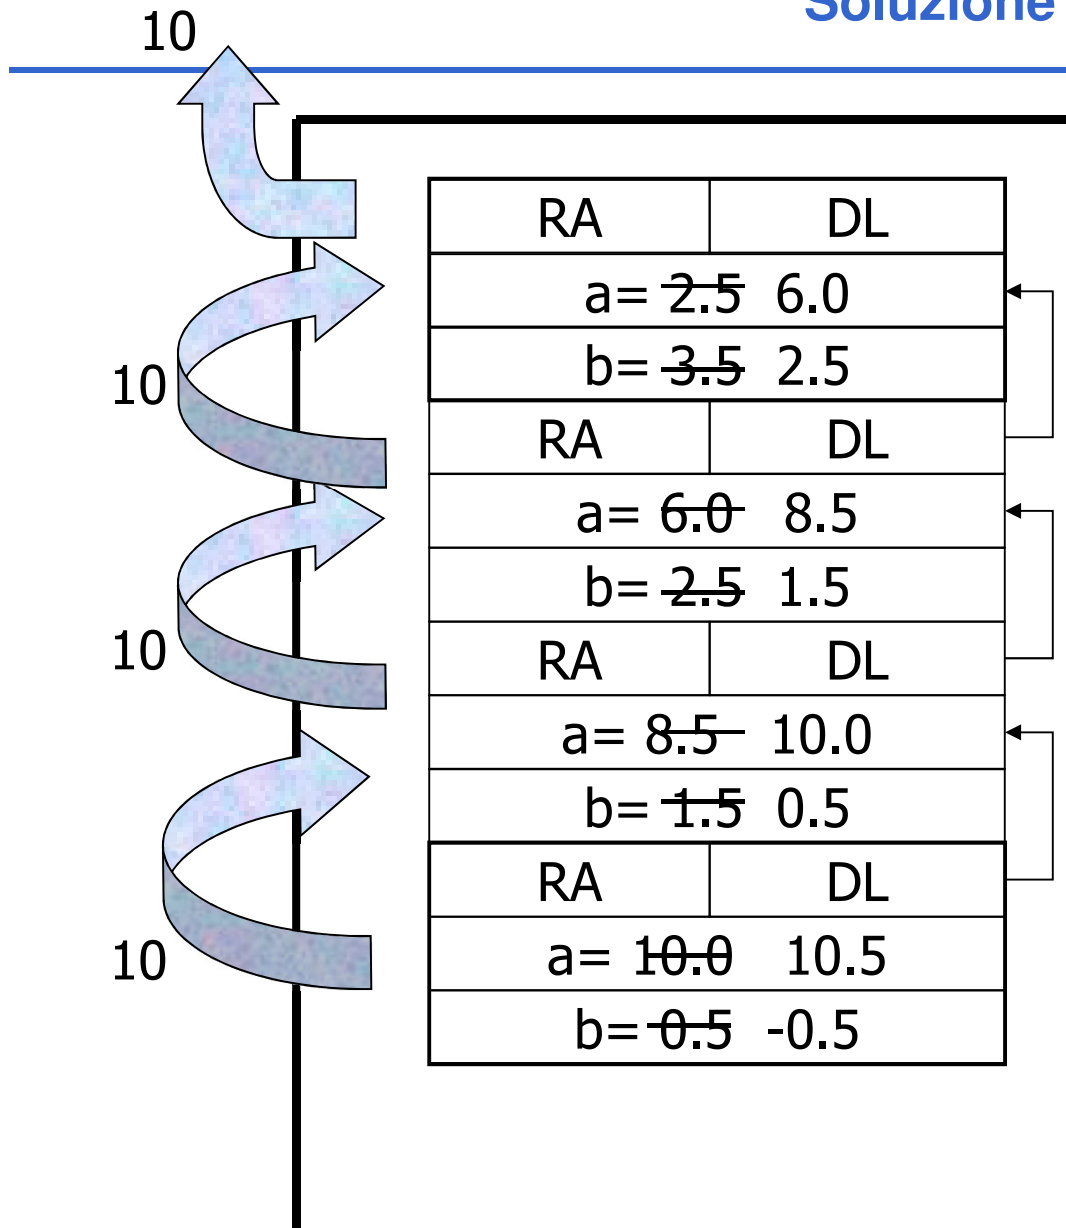 Soluzione
10
RA DL
a= 2.5 6.0
b= 3.5 2.5
10
RA DL
a= 6.0 8.5
b= 2.5 1.5
10
RA DL
a= 8.5 10.0
b= 1.5 0.5
RA DL
10
a= 10.0 10.5
b= 0.5 -0.5